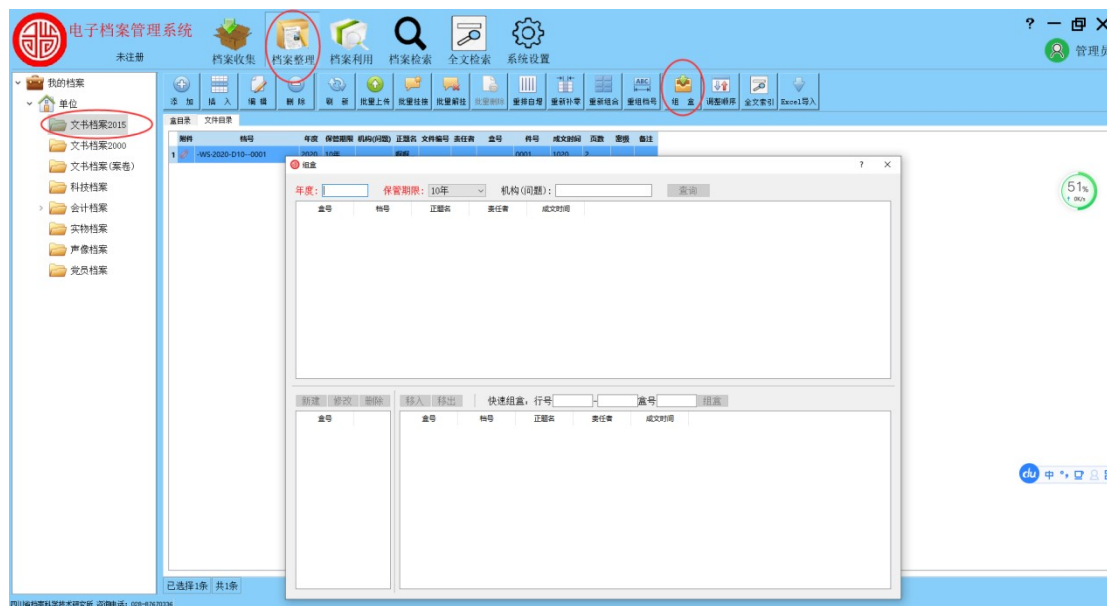 电子档案管理系统
未注册
档案收集 档案整理 档案利用 档案检索 全文检索 系统设置
? — ×
管理员
我的档案
单位
文书档案2015
文书档案2000
文书档案(案卷)
科技档案
会计档案
实物档案
声像档案
党员档案
添 加 插 入 编 辑 删 除 刷 新 批量上传 批量挂接 批量解挂 批量删除 重排自增 重新补零 重新组合 重组档号 组 盒 调整顺序 全文索引 Excel导入
盒目录 文件目录
附件 档号 年度 保管期限 机构(问题) 正题名 文件编号 责任者 盒号 件号 成文时间 页数 密级 备注
1 -WS-2020-D10--0001 2020 10年 0001 1020 2
组盒 ? ×
年度: 保管期限: 10年 机构(问题): 查询
盒号 档号 正题名 责任者 成文时间
新建 修改 删除 移入 移出 快速组盒, 行号 - 盒号 组盒
盒号 盒号 档号 正题名 责任者 成文时间
51%
0K/s
du 中
已选择1条 共1条